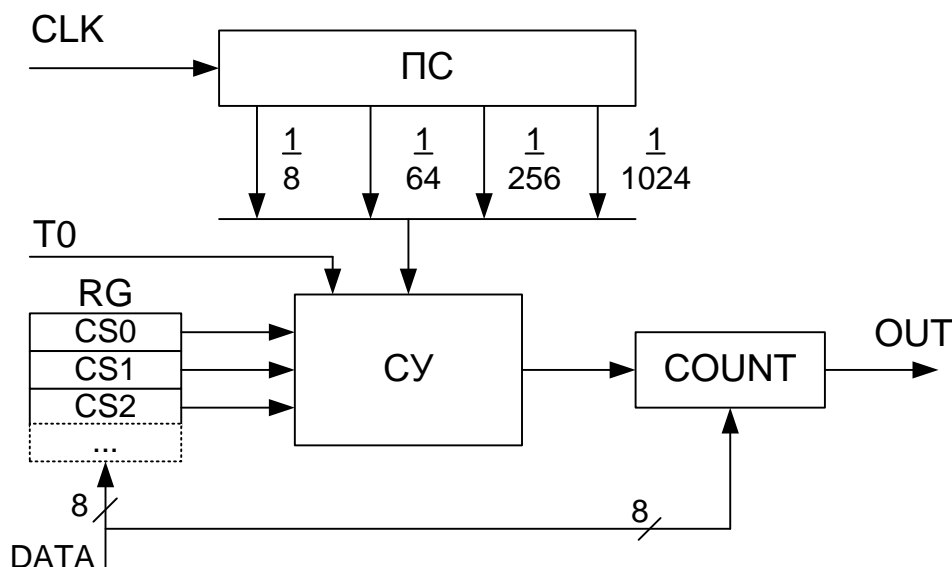 CLK
ПС
1
8
1
64
1
256
1
1024
T0
RG
CS0
CS1
CS2
...
СУ
COUNT
OUT
8
8
DATA